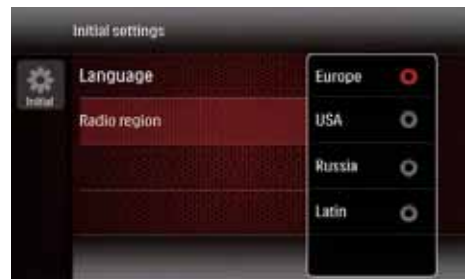 Initial settings
Initial
Language
Radio region
Europe
USA
Russia
Latin